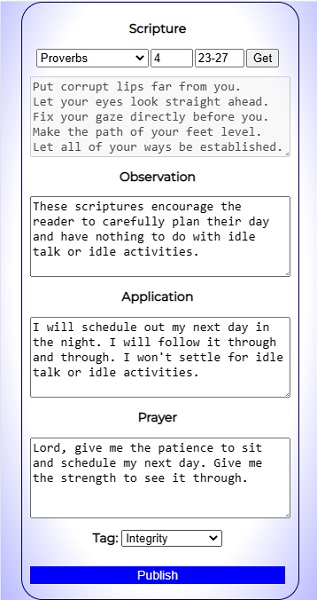 Scripture
Proverbs 4 23-27 Get
Put corrupt lips far from you.
Let your eyes look straight ahead.
Fix your gaze directly before you.
Make the path of your feet level.
Let all of your ways be established.
Observation
These scriptures encourage the
reader to carefully plan their day
and have nothing to do with idle
talk or idle activities.
Application
I will schedule out my next day in
the night. I will follow it through
and through. I won't settle for idle
talk or idle activities.
Prayer
Lord, give me the patience to sit
and schedule my next day. Give me
the strength to see it through.
Tag: Integrity
Publish